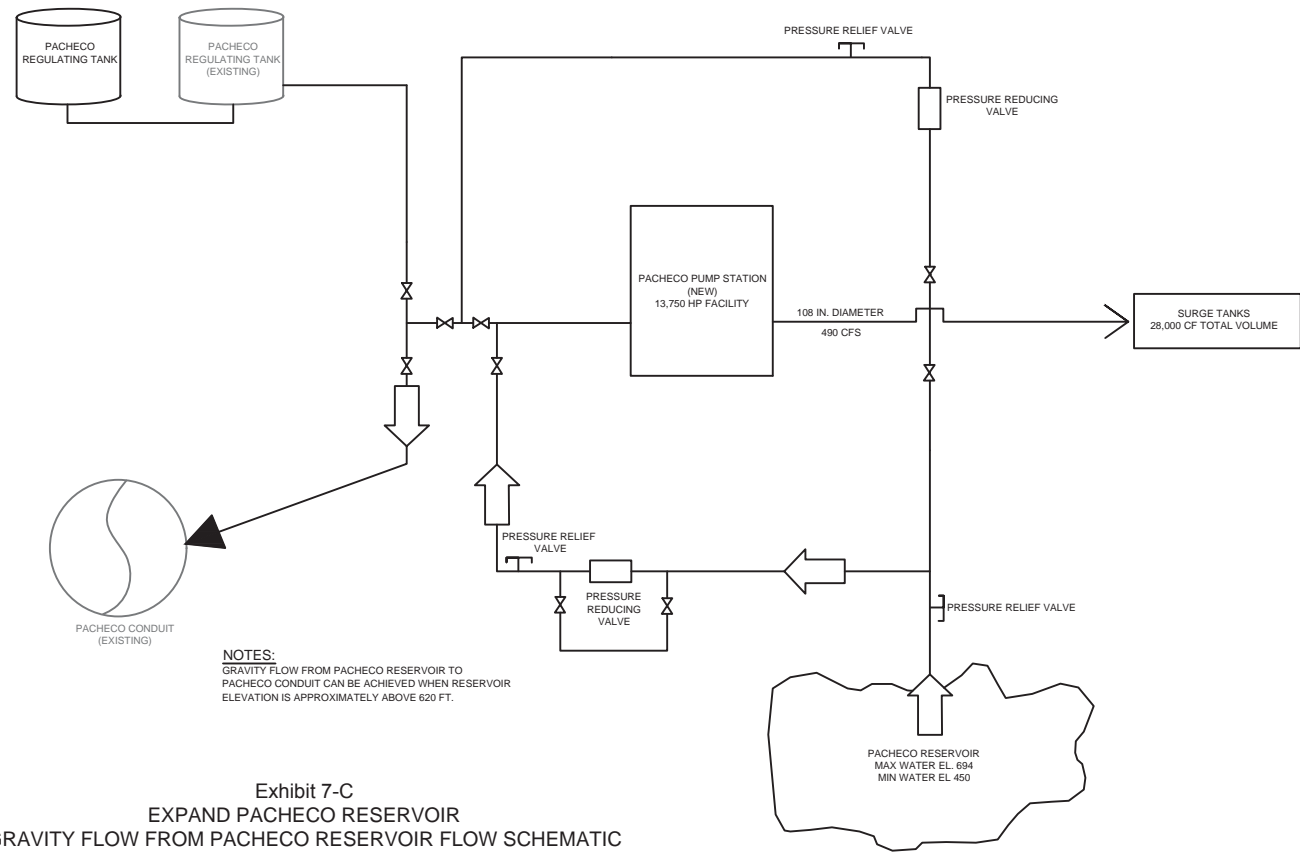 PACHECO
REGULATING TANK
PACHECO
REGULATING TANK
(EXISTING)
PRESSURE RELIEF VALVE
PRESSURE REDUCING
VALVE
PACHECO PUMP STATION
(NEW)
13,750 HP FACILITY
108 IN. DIAMETER
490 CFS
SURGE TANKS
28,000 CF TOTAL VOLUME
PRESSURE RELIEF
VALVE
PRESSURE
REDUCING
VALVE
PRESSURE RELIEF VALVE
PACHECO CONDUIT
(EXISTING)
NOTES:
GRAVITY FLOW FROM PACHECO RESERVOIR TO
PACHECO CONDUIT CAN BE ACHIEVED WHEN RESERVOIR
ELEVATION IS APPROXIMATELY ABOVE 620 FT.
PACHECO RESERVOIR
MAX WATER EL. 694
MIN WATER EL 450
Exhibit 7-C
EXPAND PACHECO RESERVOIR
GRAVITY FLOW FROM PACHECO RESERVOIR FLOW SCHEMATIC